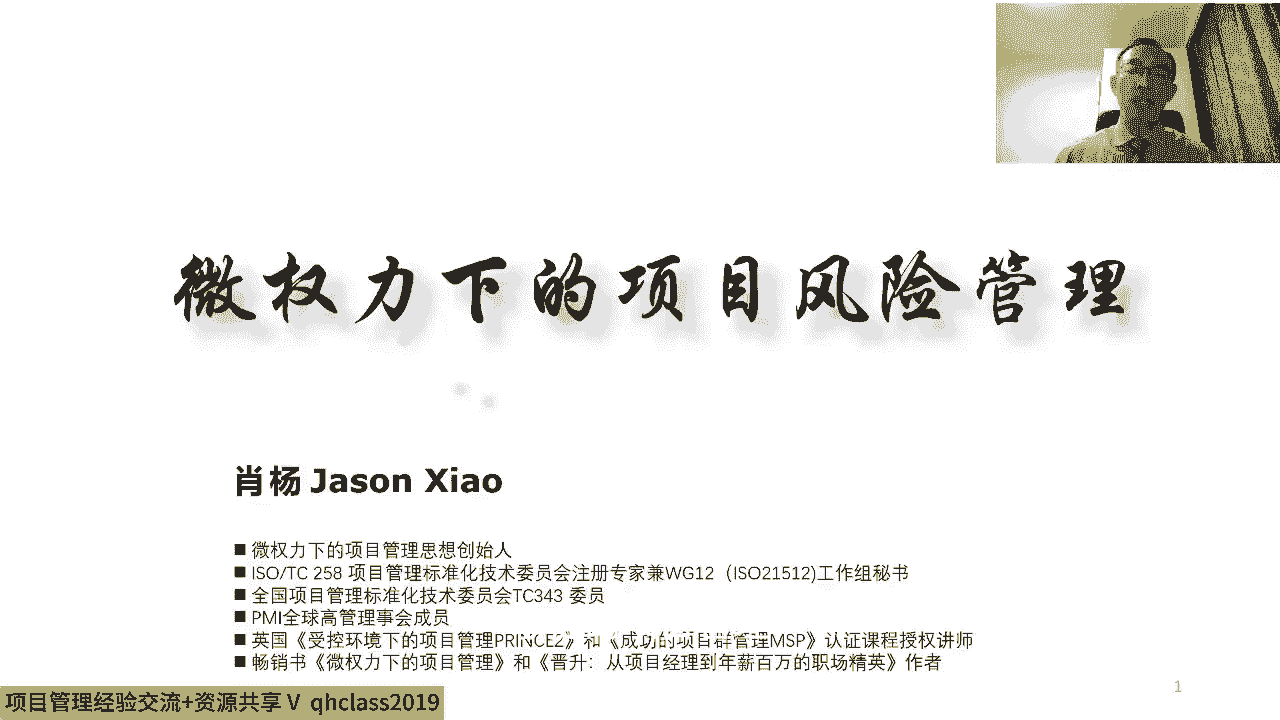 微权力下的项目风险管理
肖杨 Jason Xiao
■ 微权力下的项目管理思想创始人
■ ISO/TC 258 项目管理标准化技术委员会注册专家兼WG12（ISO21512)工作组秘书
■ 全国项目管理标准化技术委员会TC343 委员
■ PMI全球高管理事会成员
■ 英国《受控环境下的项目管理PRINCE2》和《成功的项目群管理MSP》认证课程授权讲师
■ 畅销书《微权力下的项目管理》和《晋升：从项目经理到年薪百万的职场精英》作者
项目管理经验交流+资源共享 V qhclass2019
1